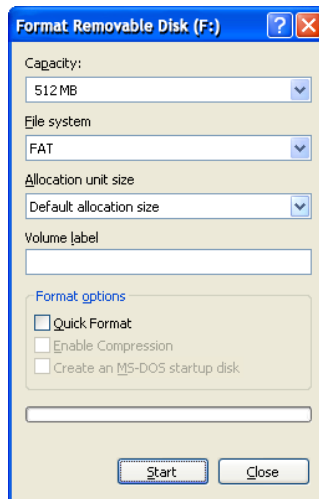 Format Removable Disk (F:)
Capacity:
512 MB
File system
FAT
Allocation unit size
Default allocation size
Volume label
Format options
Quick Format
Enable Compression
Create an MS-DOS startup disk
Start
Close